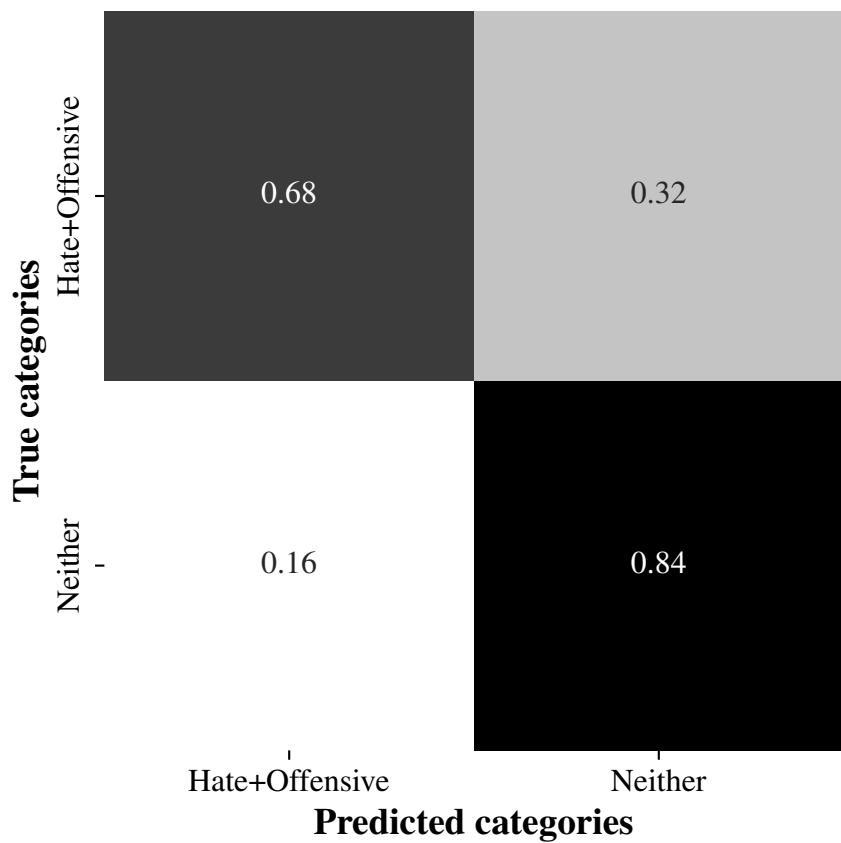 True categories
Hate+Offensive
0.68
0.32
Neither
0.16
0.84
Hate+Offensive
Neither
Predicted categories